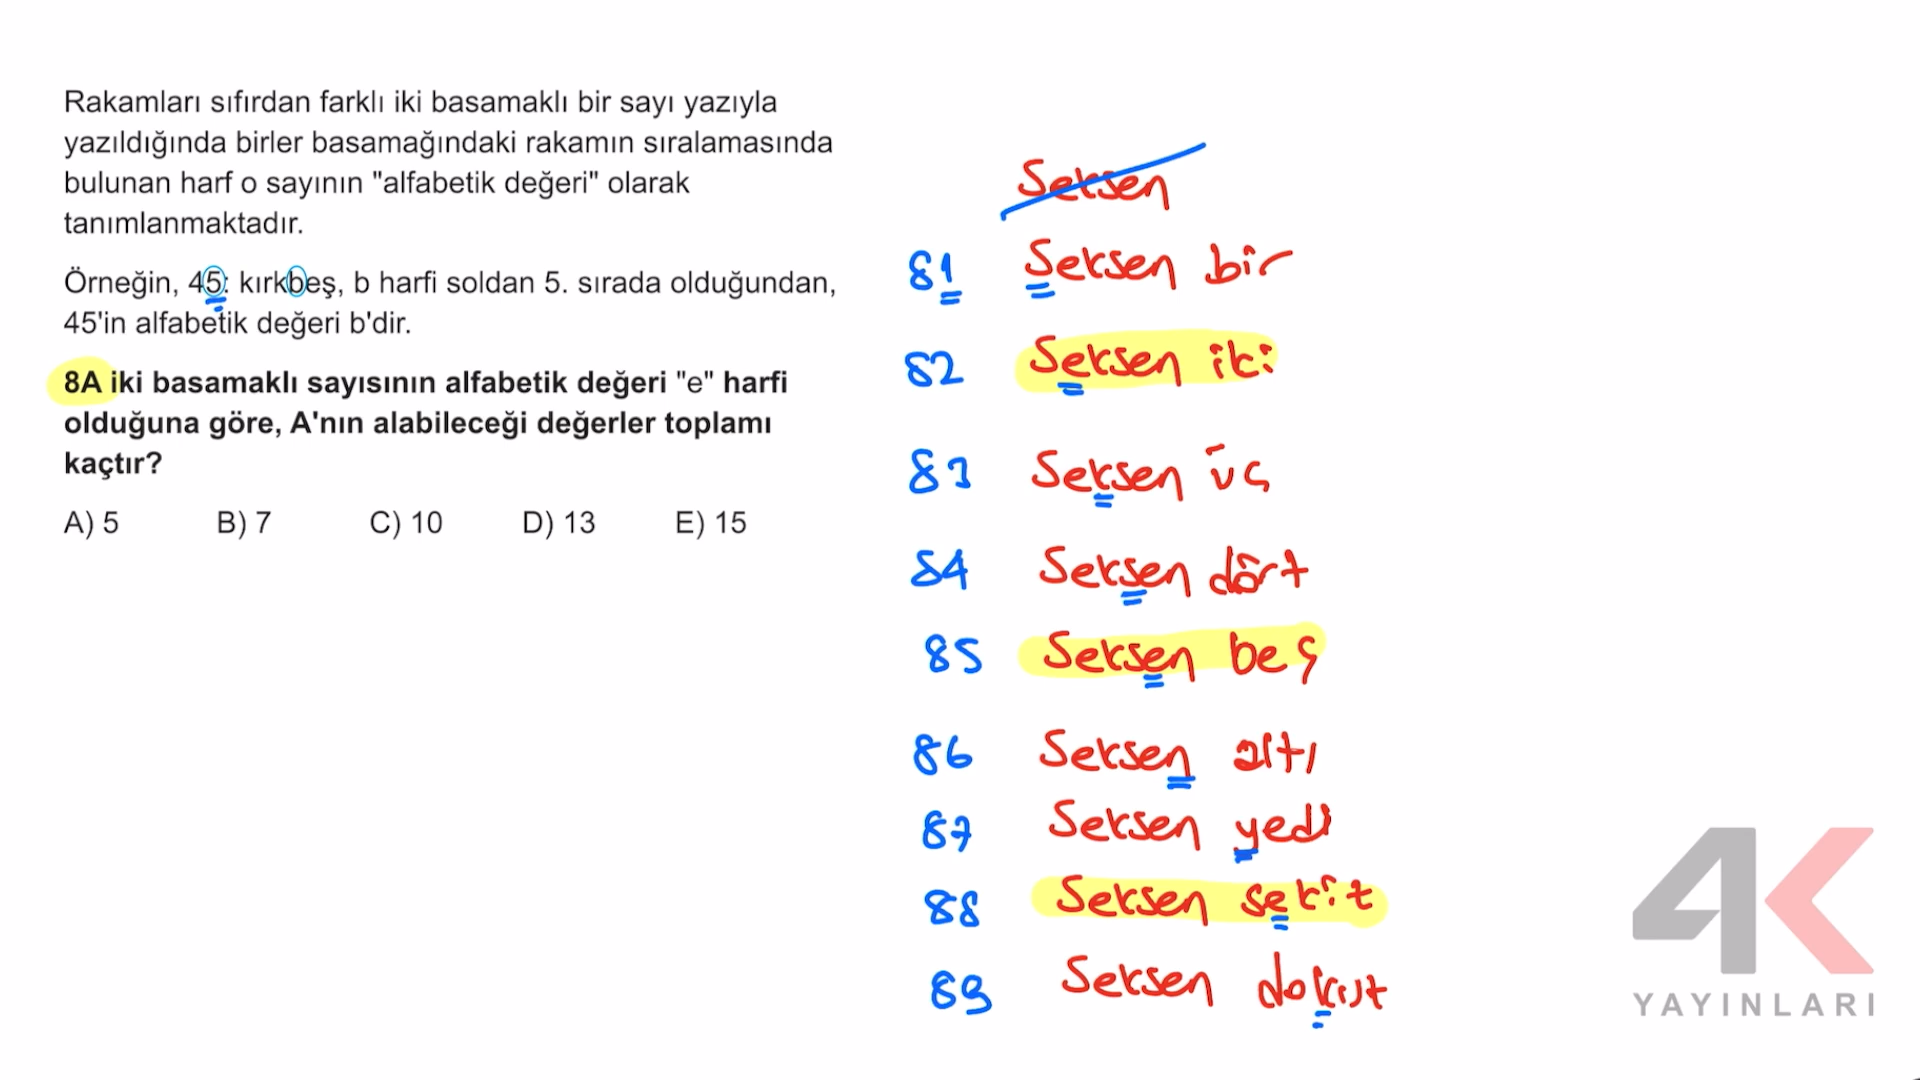 Rakamları sıfırdan farklı iki basamaklı bir sayı yazıyla
yazıldığında birler basamağındaki rakamın sıralamasında
bulunan harf o sayının "alfabetik değeri" olarak
tanımlanmaktadır.
Örneğin, 45: kırkbeş, b harfi soldan 5. sırada olduğundan,
45'in alfabetik değeri b'dir.
8A iki basamaklı sayısının alfabetik değeri "e" harfi
olduğuna göre, A'nın alabileceği değerler toplamı
kaçtır?
A) 5 B) 7 C) 10 D) 13 E) 15
Seksen
81 Seksen bir
82 Seksen iki
83 Seksen üç
84 Seksen dört
85 Seksen beş
86 Seksen altı
87 Seksen yedi
88 Seksen sekiz
89 Seksen dokuz
4K
YAYINLARI